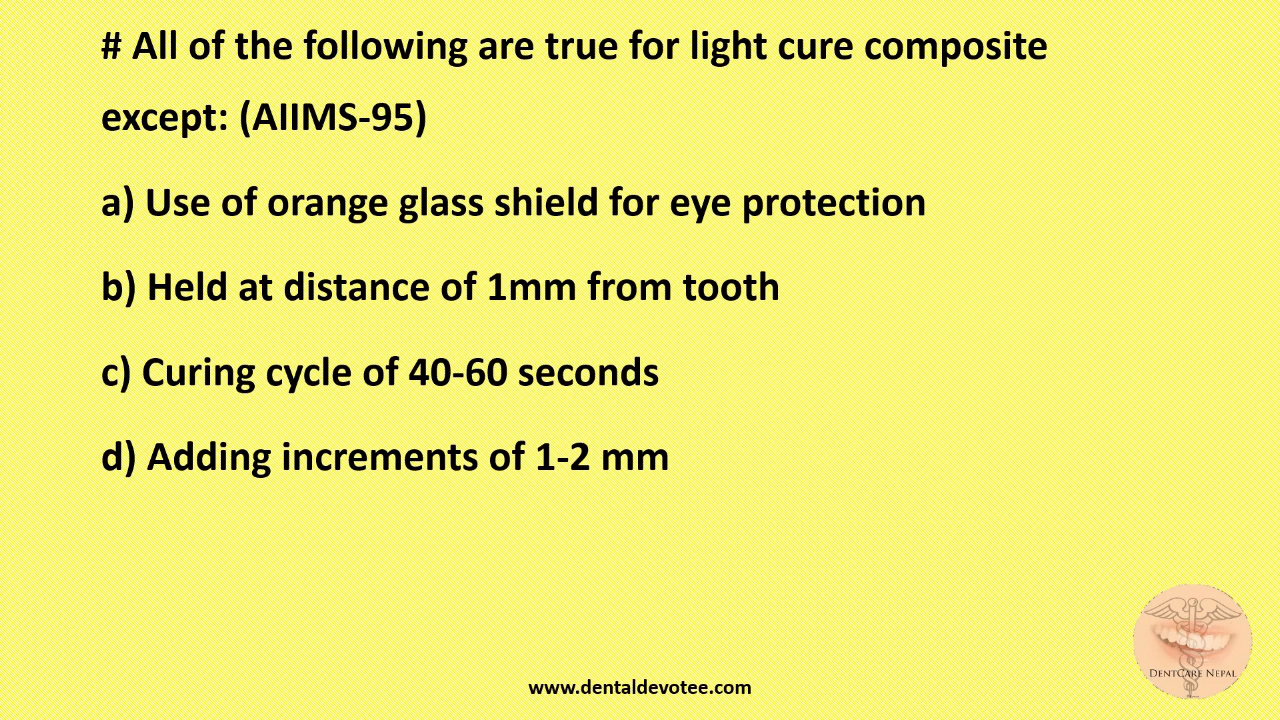 # All of the following are true for light cure composite
except: (AIIMS-95)
a) Use of orange glass shield for eye protection
b) Held at distance of 1mm from tooth
c) Curing cycle of 40-60 seconds
d) Adding increments of 1-2 mm
DENTCARE NEPAL
www.dentaldevotee.com